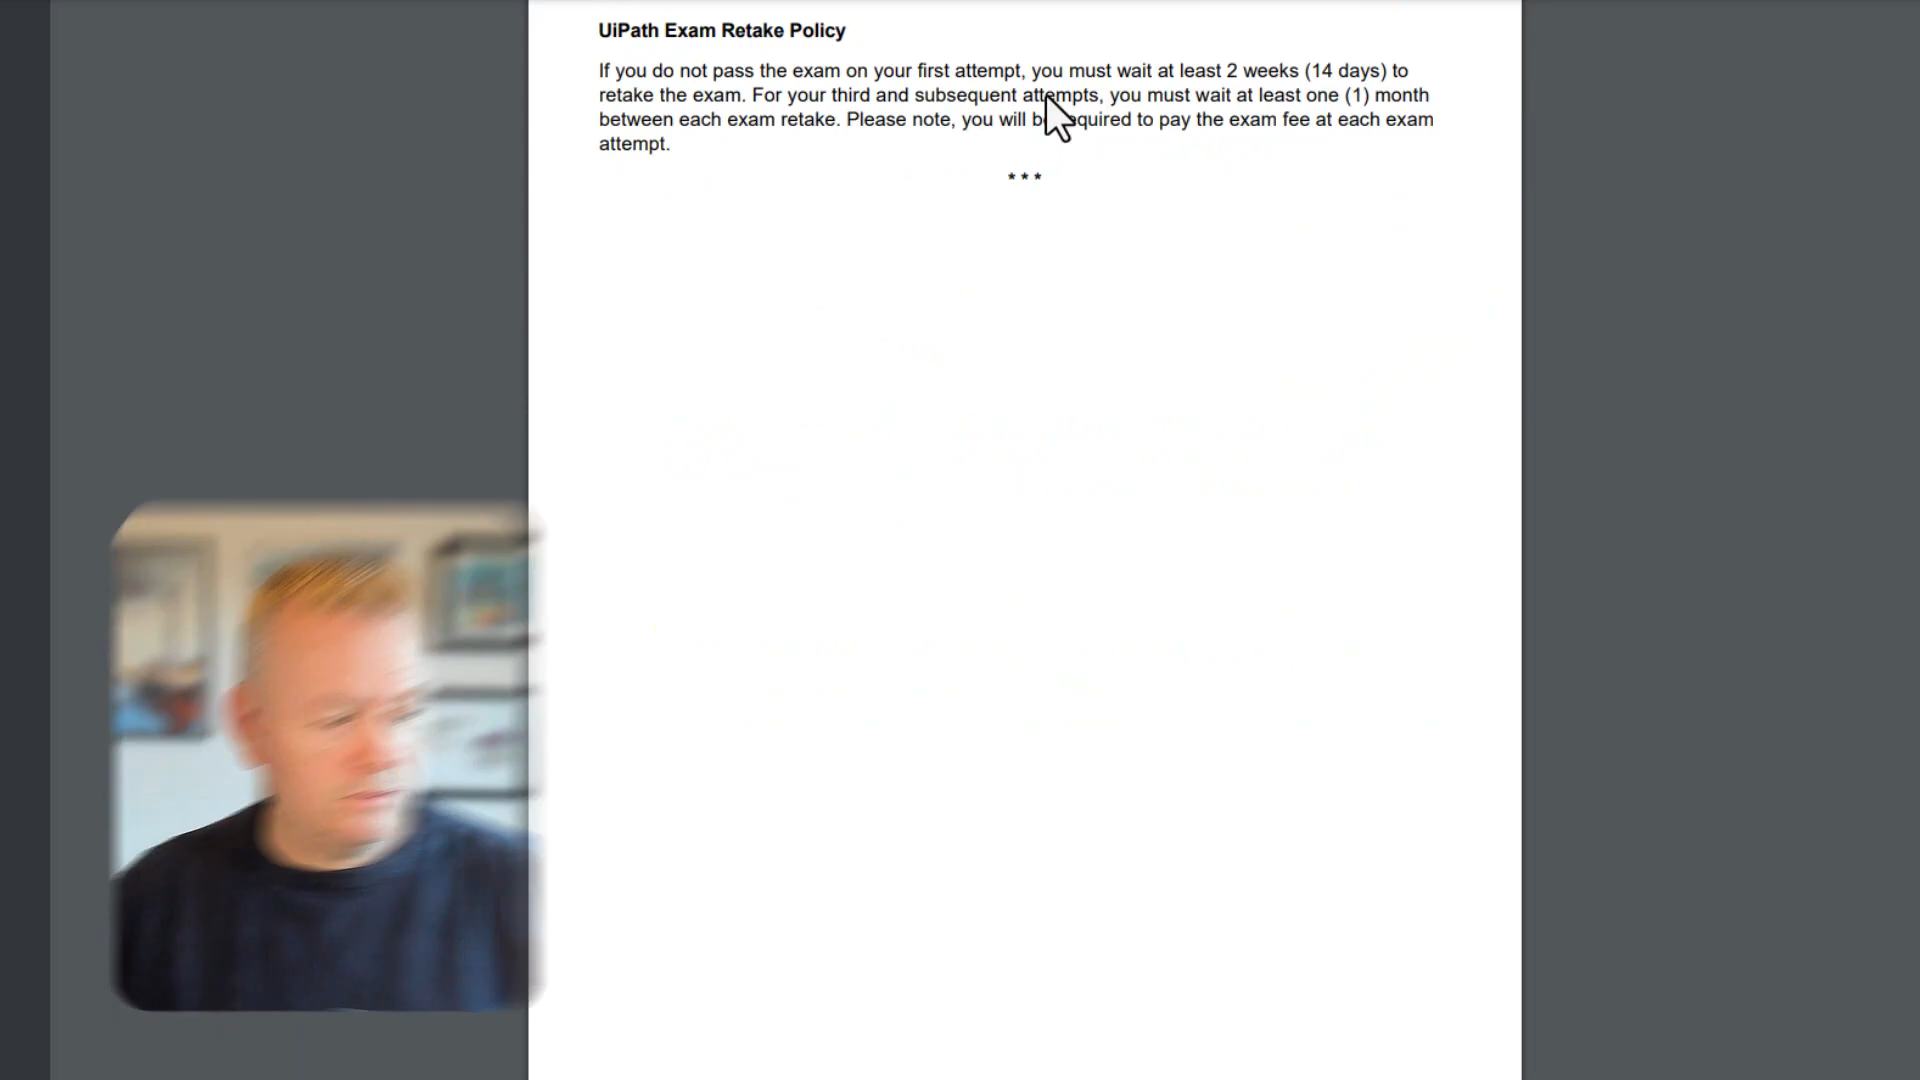 UiPath Exam Retake Policy
If you do not pass the exam on your first attempt, you must wait at least 2 weeks (14 days) to
retake the exam. For your third and subsequent attempts, you must wait at least one (1) month
between each exam retake. Please note, you will be required to pay the exam fee at each exam
attempt.
* * *